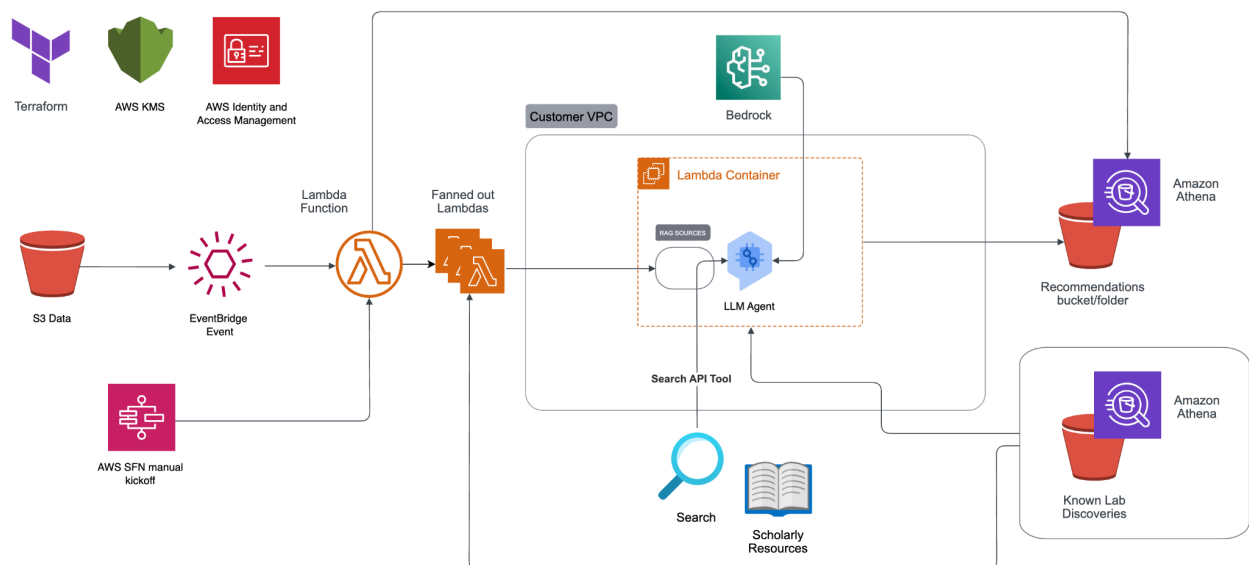 Terraform
AWS KMS
AWS Identity and
Access Management
Bedrock
Customer VPC
Lambda Container
Lambda
Function
Fanned out
Lambdas
RAG SOURCES
LLM Agent
Amazon
Athena
Recommendations
bucket/folder
S3 Data
EventBridge
Event
Search API Tool
AWS SFN manual
kickoff
Search
Scholarly
Resources
Amazon
Athena
Known Lab
Discoveries